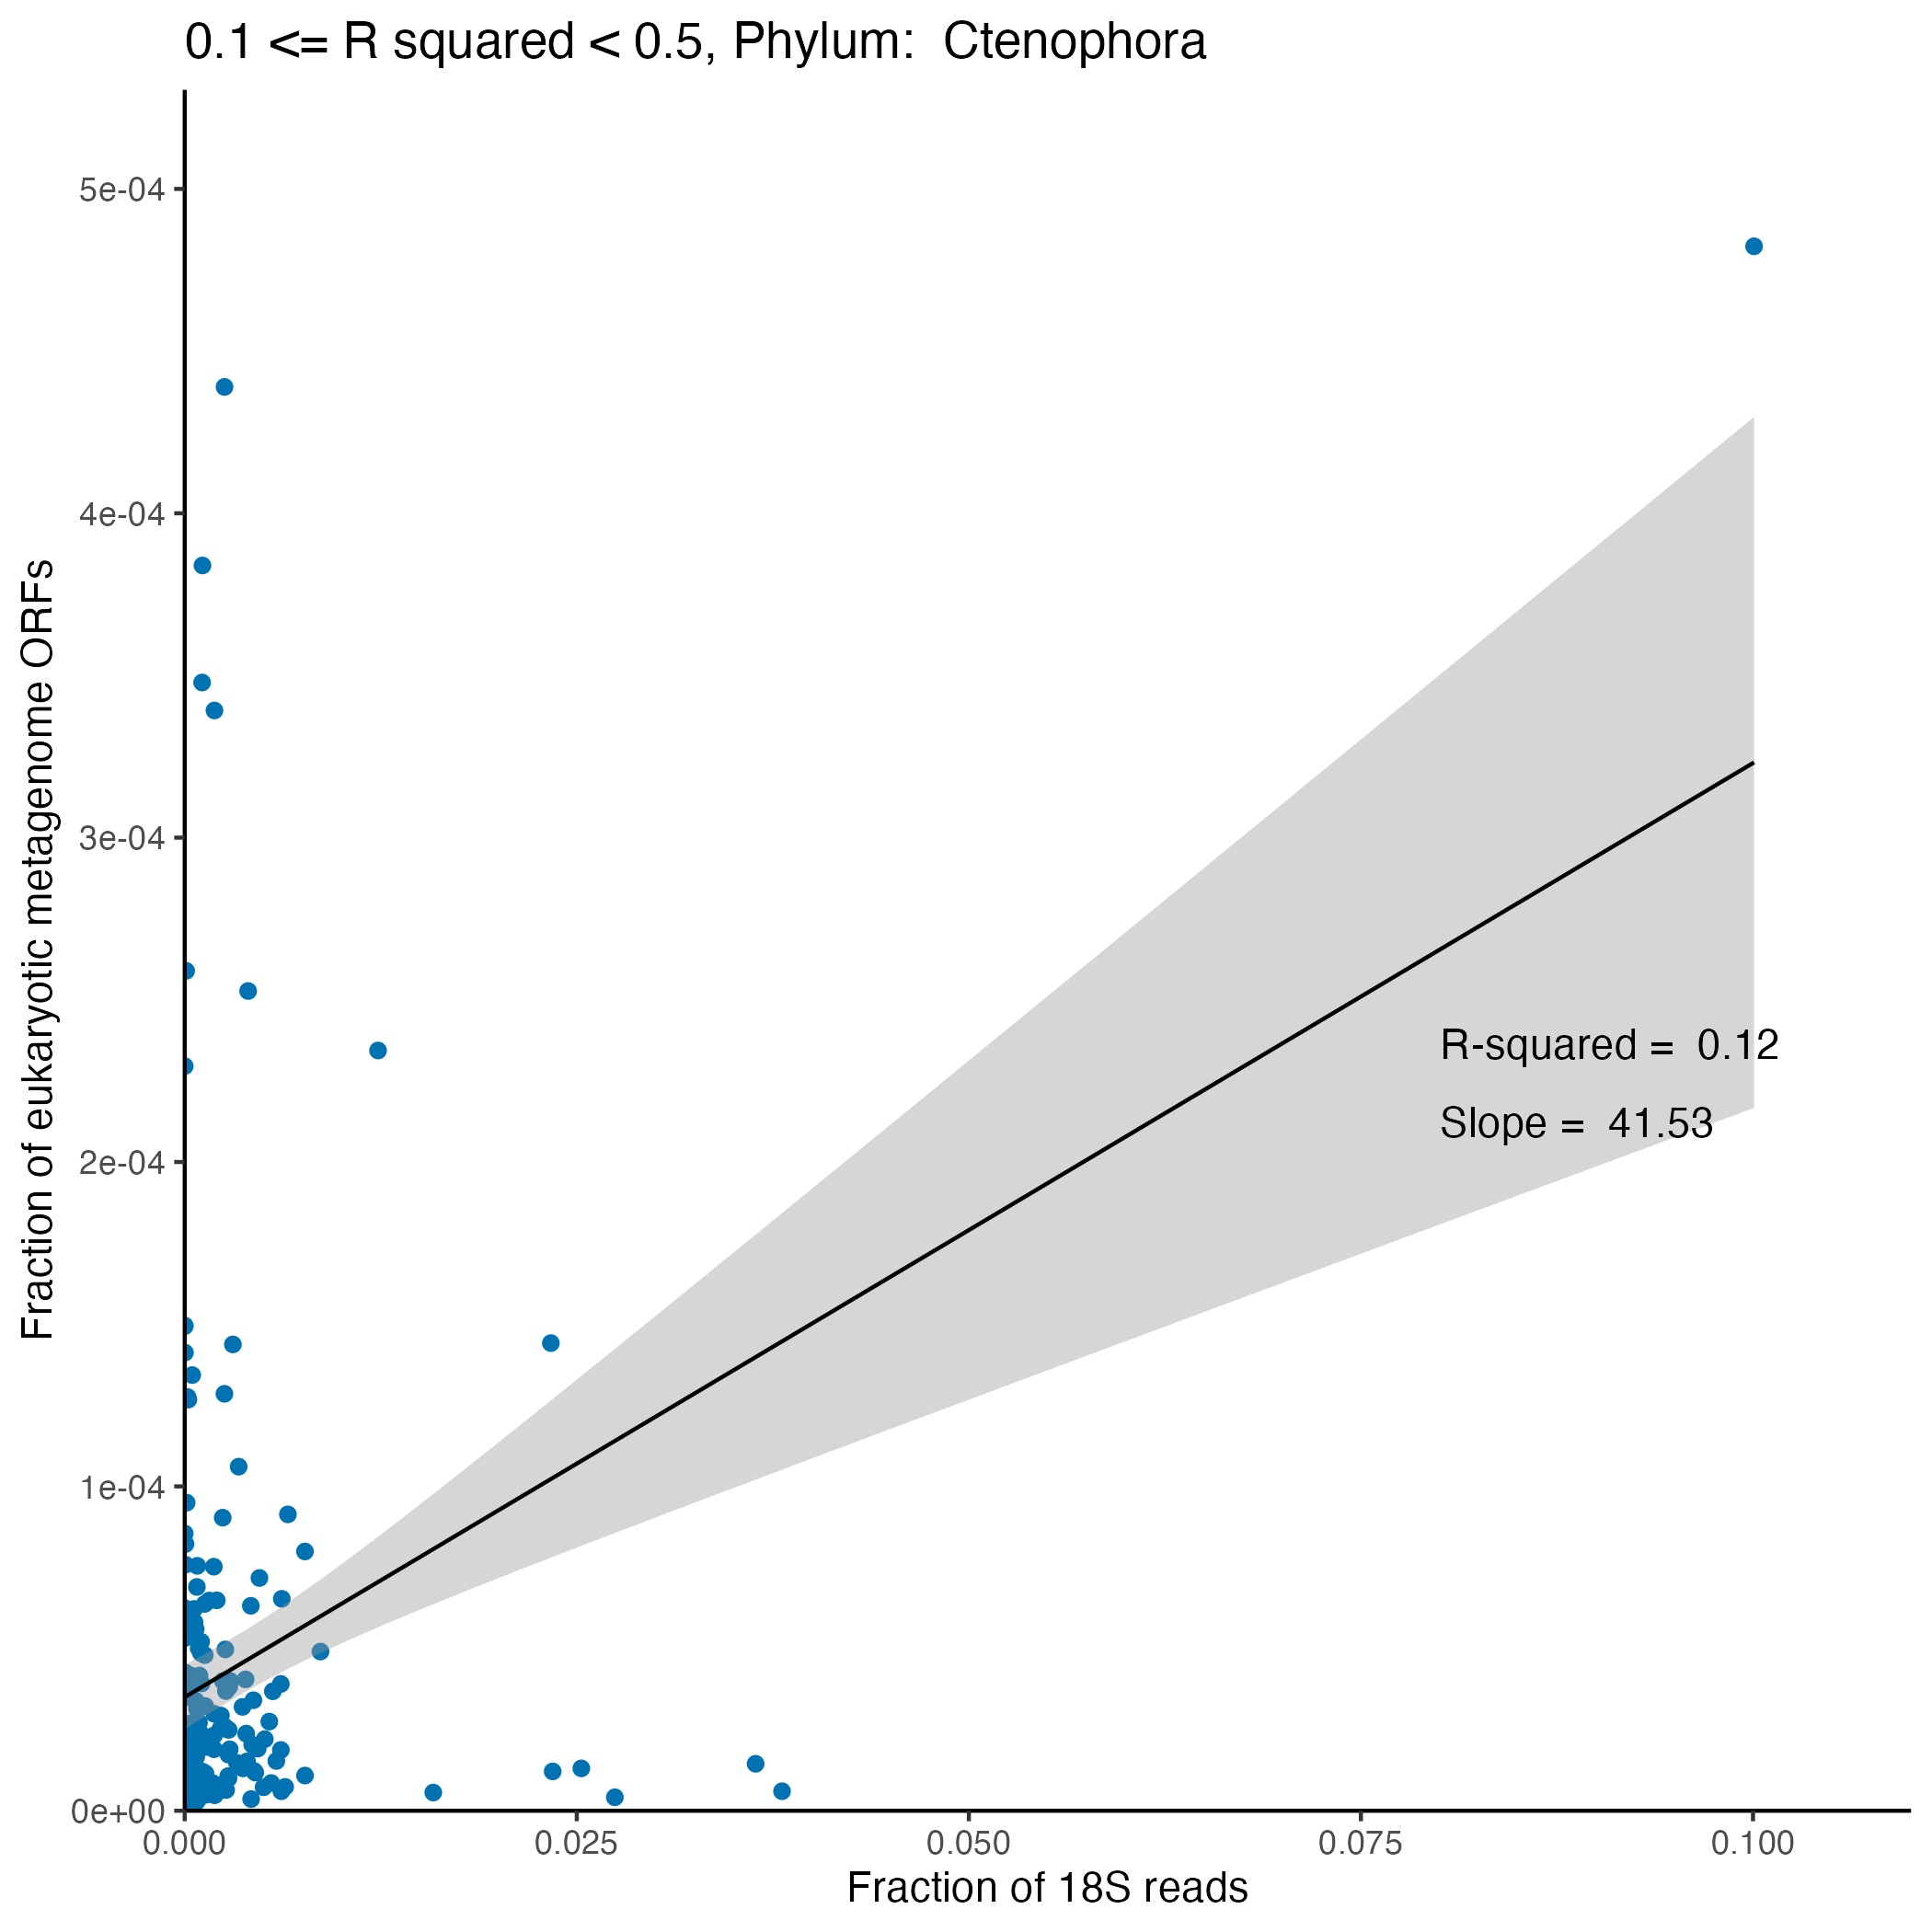 0.1 <= R squared < 0.5, Phylum:  Ctenophora
Fraction of eukaryotic metagenome ORFs
5e-04
4e-04
3e-04
2e-04
1e-04
0e+00
R-squared =  0.12
Slope =  41.53
0.000
0.025
0.050
0.075
0.100
Fraction of 18S reads